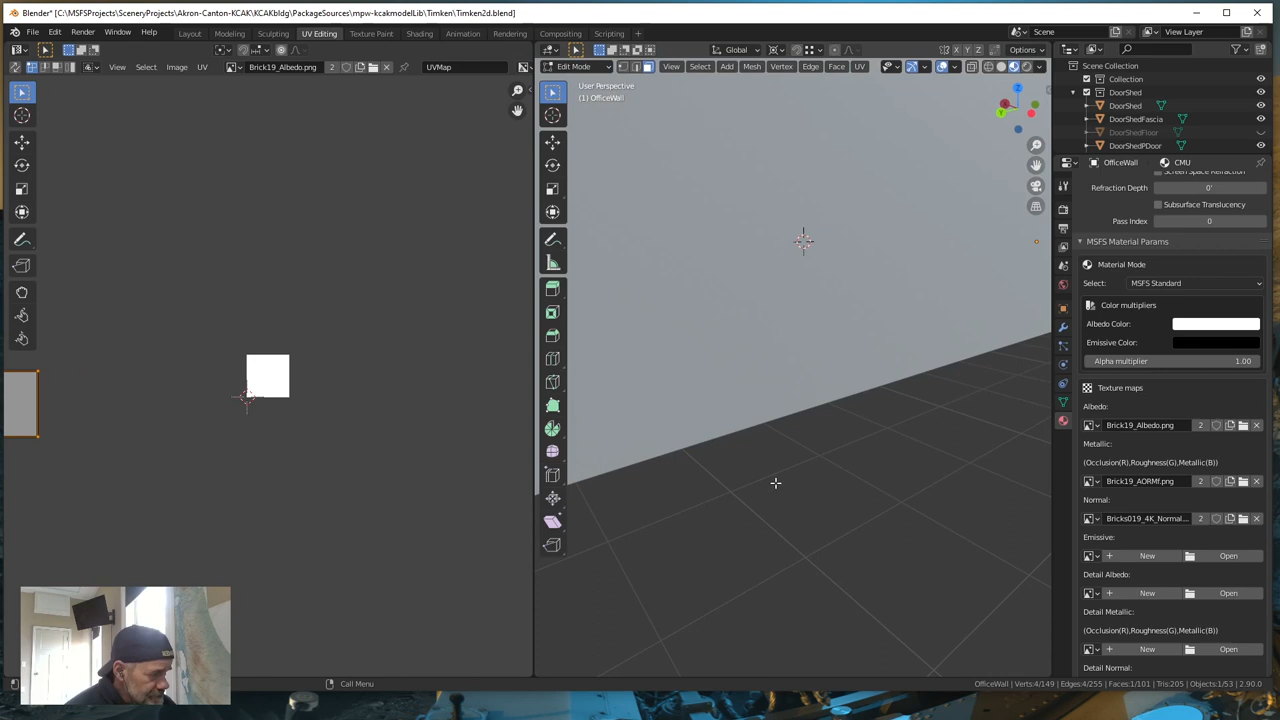 Blender* [C:\MSFSProjects\SceneryProjects\Akron-Canton-KCAK\KCAKbldg\PackageSources\mpw-kcakmodelLib\Timken\Timken2d.blend]
File Edit Render Window Help Layout Modeling Sculpting UV Editing Texture Paint Shading Animation Rendering Compositing Scripting + Scene View Layer
Global Options
View Select Image UV Brick19_Albedo.png 2 UVMap Edit Mode View Select Add Mesh Vertex Edge Face UV
Scene Collection
Collection
DoorShed
DoorShed
DoorShedFascia
DoorShedFloor
DoorShedPDoor
User Perspective
(1) OfficeWall
X Y Z
Z
Y
OfficeWall CMU
Screen Space Refraction
Refraction Depth 0'
Subsurface Translucency
Pass Index 0
MSFS Material Params
Material Mode
Select: MSFS Standard
Color multipliers
Albedo Color:
Emissive Color:
Alpha multiplier 1.00
Texture maps
Albedo:
Brick19_Albedo.png 2
Metallic:
(Occlusion(R),Roughness(G),Metallic(B))
Brick19_AORMf.png 2
Normal:
Bricks019_4K_Normal... 2
Emissive:
+ New Open
Detail Albedo:
+ New Open
Detail Metallic:
(Occlusion(R),Roughness(G),Metallic(B))
+ New Open
Detail Normal:
Call Menu
OfficeWall | Verts:4/149 | Edges:4/255 | Faces:1/101 | Tris:205 | Objects:1/53 | 2.90.0